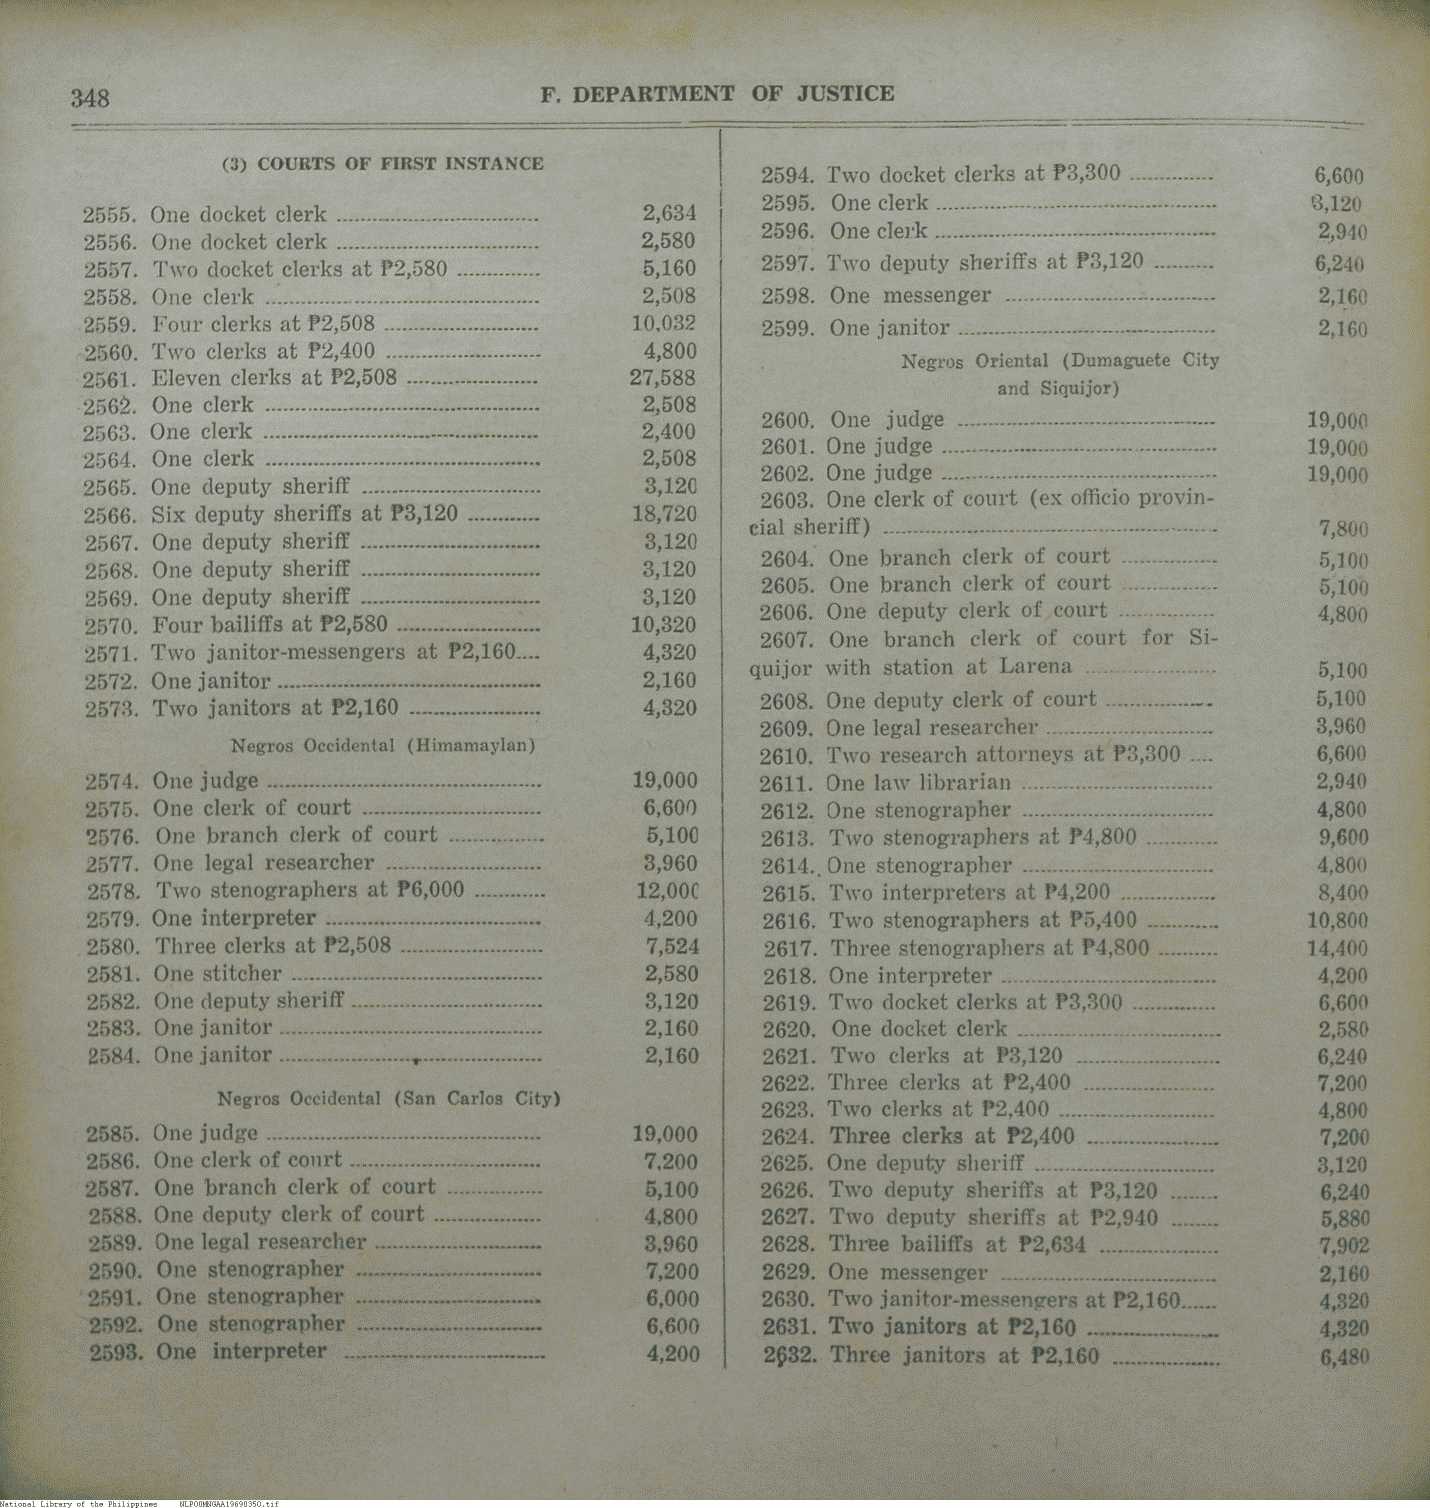 348
F. DEPARTMENT OF JUSTICE
(3) COURTS OF FIRST INSTANCE
2555. One docket clerk ........ 2,634
2556. One docket clerk ........ 2,580
2557. Two docket clerks at ₱2,580 ........ 5,160
2558. One clerk ........ 2,508
2559. Four clerks at ₱2,508 ........ 10,032
2560. Two clerks at ₱2,400 ........ 4,800
2561. Eleven clerks at ₱2,508 ........ 27,588
2562. One clerk ........ 2,508
2563. One clerk ........ 2,400
2564. One clerk ........ 2,508
2565. One deputy sheriff ........ 3,120
2566. Six deputy sheriffs at ₱3,120 ........ 18,720
2567. One deputy sheriff ........ 3,120
2568. One deputy sheriff ........ 3,120
2569. One deputy sheriff ........ 3,120
2570. Four bailiffs at ₱2,580 ........ 10,320
2571. Two janitor-messengers at ₱2,160.... 4,320
2572. One janitor ........ 2,160
2573. Two janitors at ₱2,160 ........ 4,320
Negros Occidental (Himamaylan)
2574. One judge ........ 19,000
2575. One clerk of court ........ 6,600
2576. One branch clerk of court ........ 5,100
2577. One legal researcher ........ 3,960
2578. Two stenographers at ₱6,000 ........ 12,000
2579. One interpreter ........ 4,200
2580. Three clerks at ₱2,508 ........ 7,524
2581. One stitcher ........ 2,580
2582. One deputy sheriff ........ 3,120
2583. One janitor ........ 2,160
2584. One janitor ........ 2,160
Negros Occidental (San Carlos City)
2585. One judge ........ 19,000
2586. One clerk of court ........ 7,200
2587. One branch clerk of court ........ 5,100
2588. One deputy clerk of court ........ 4,800
2589. One legal researcher ........ 3,960
2590. One stenographer ........ 7,200
2591. One stenographer ........ 6,000
2592. One stenographer ........ 6,600
2593. One interpreter ........ 4,200
2594. Two docket clerks at ₱3,300 ........ 6,600
2595. One clerk ........ 3,120
2596. One clerk ........ 2,940
2597. Two deputy sheriffs at ₱3,120 ........ 6,240
2598. One messenger ........ 2,160
2599. One janitor ........ 2,160
Negros Oriental (Dumaguete City
and Siquijor)
2600. One judge ........ 19,000
2601. One judge ........ 19,000
2602. One judge ........ 19,000
2603. One clerk of court (ex officio provin-
cial sheriff) ........ 7,800
2604. One branch clerk of court ........ 5,100
2605. One branch clerk of court ........ 5,100
2606. One deputy clerk of court ........ 4,800
2607. One branch clerk of court for Si-
quijor with station at Larena ........ 5,100
2608. One deputy clerk of court ........ 5,100
2609. One legal researcher ........ 3,960
2610. Two research attorneys at ₱3,300 .... 6,600
2611. One law librarian ........ 2,940
2612. One stenographer ........ 4,800
2613. Two stenographers at ₱4,800 ........ 9,600
2614. One stenographer ........ 4,800
2615. Two interpreters at ₱4,200 ........ 8,400
2616. Two stenographers at ₱5,400 ........ 10,800
2617. Three stenographers at ₱4,800 ........ 14,400
2618. One interpreter ........ 4,200
2619. Two docket clerks at ₱3,300 ........ 6,600
2620. One docket clerk ........ 2,580
2621. Two clerks at ₱3,120 ........ 6,240
2622. Three clerks at ₱2,400 ........ 7,200
2623. Two clerks at ₱2,400 ........ 4,800
2624. Three clerks at ₱2,400 ........ 7,200
2625. One deputy sheriff ........ 3,120
2626. Two deputy sheriffs at ₱3,120 ........ 6,240
2627. Two deputy sheriffs at ₱2,940 ........ 5,880
2628. Three bailiffs at ₱2,634 ........ 7,902
2629. One messenger ........ 2,160
2630. Two janitor-messengers at ₱2,160...... 4,320
2631. Two janitors at ₱2,160 ........ 4,320
2632. Three janitors at ₱2,160 ........ 6,480
National Library of the Philippines NLPO0MNGAA19690350.tif